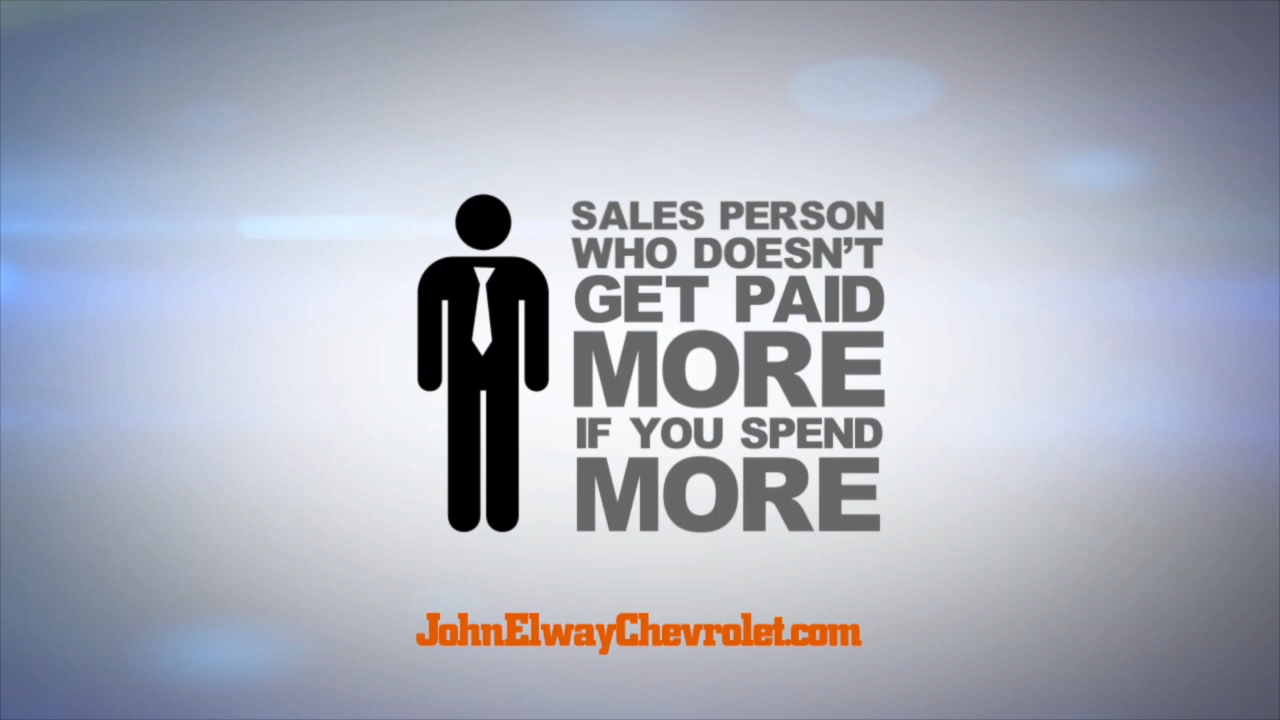 SALES PERSON
WHO DOESN'T
GET PAID
MORE
IF YOU SPEND
MORE
JohnElwayChevrolet.com